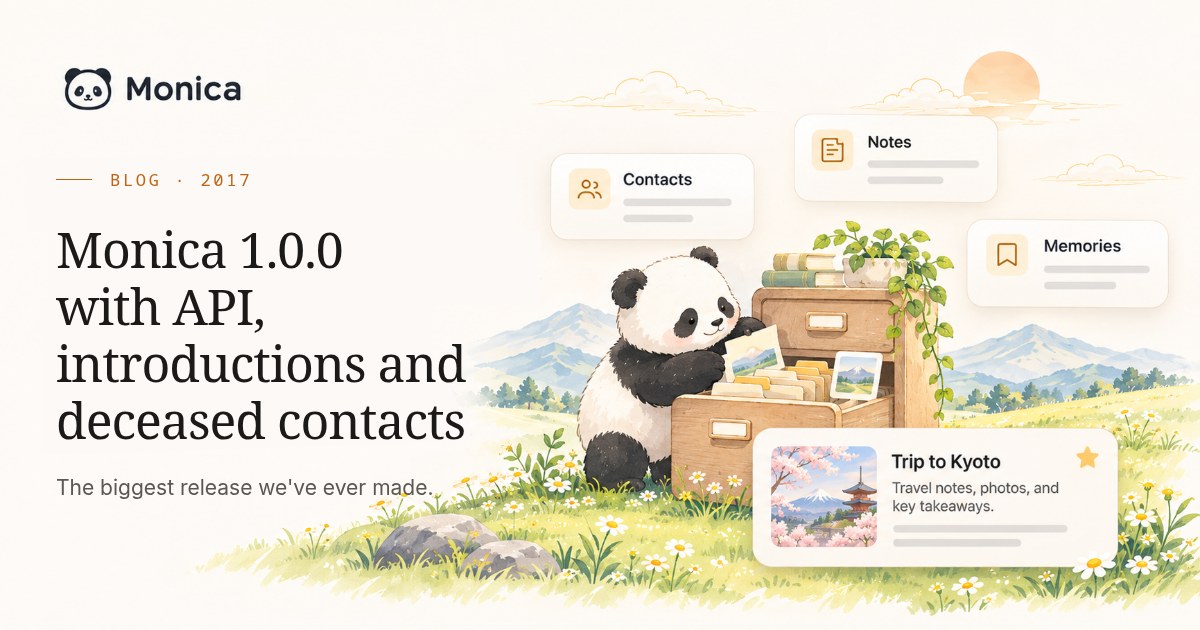 Monica
BLOG · 2017
Monica 1.0.0
with API,
introductions and
deceased contacts
The biggest release we've ever made.
Contacts
Notes
Memories
Trip to Kyoto
Travel notes, photos, and
key takeaways.